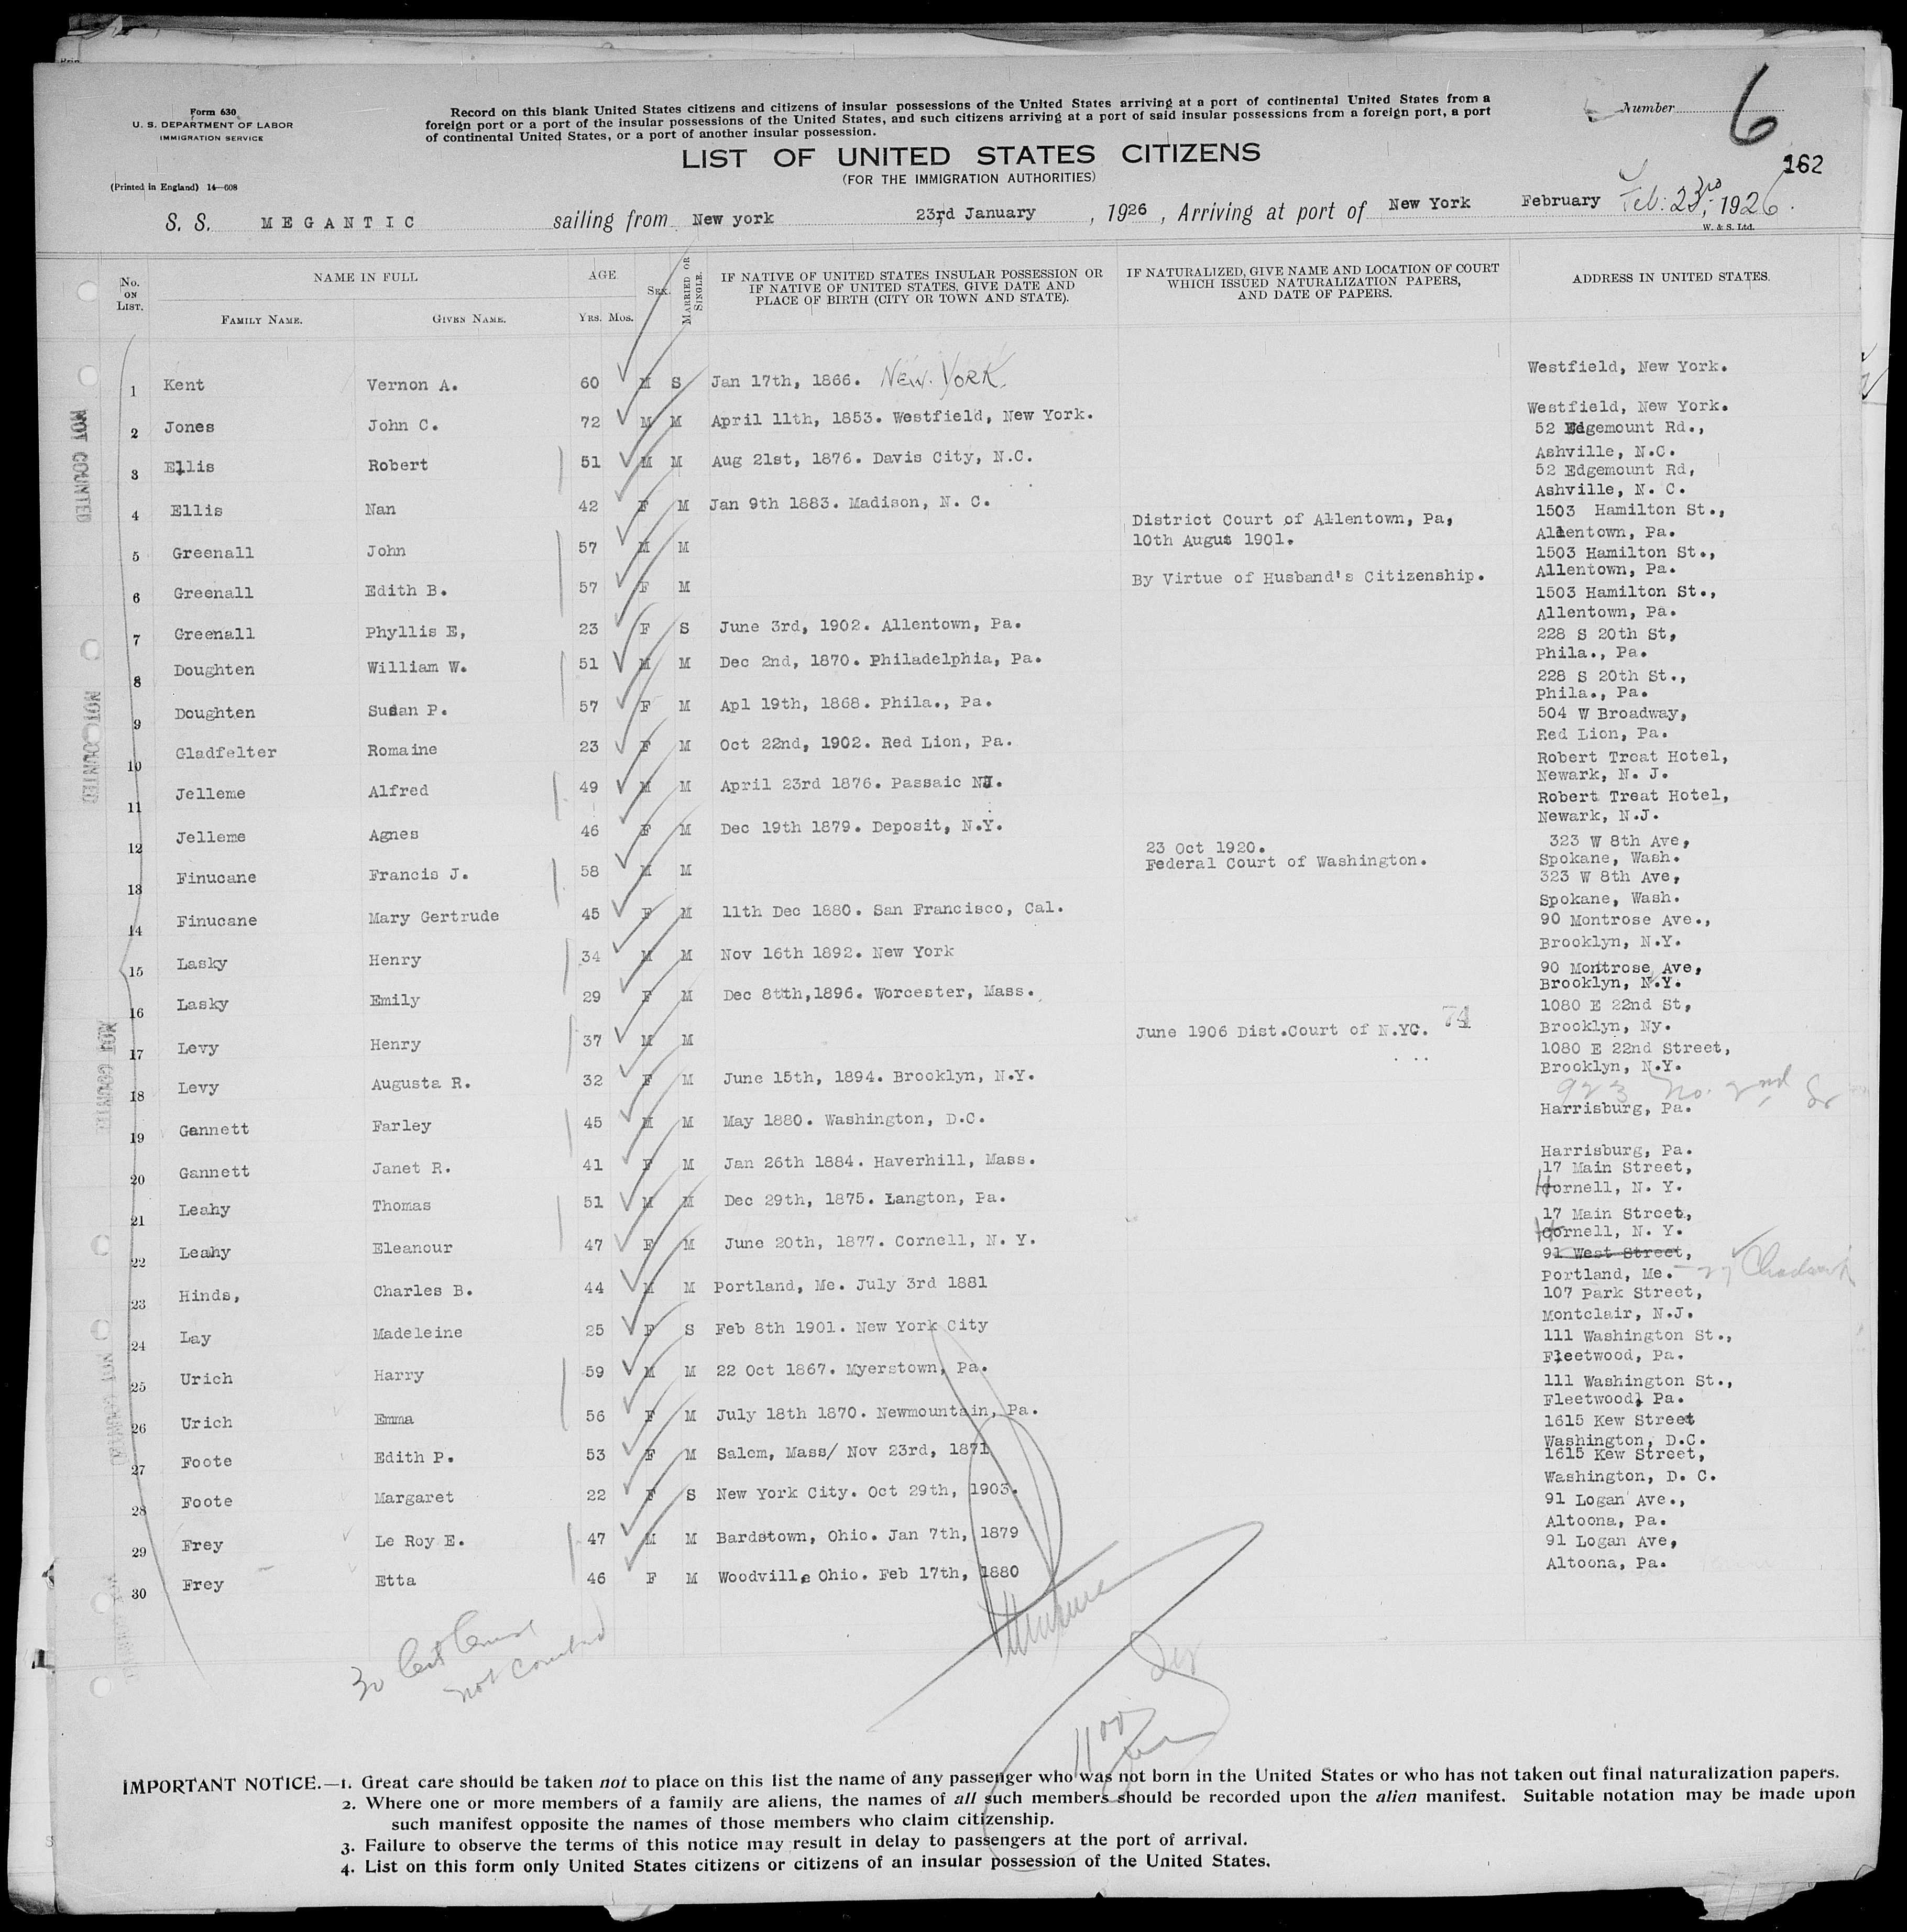 Form 630
U. S. DEPARTMENT OF LABOR
IMMIGRATION SERVICE
(Printed in England) 14—608
Record on this blank United States citizens and citizens of insular possessions of the United States arriving at a port of continental United States from a
foreign port or a port of the insular possessions of the United States, and such citizens arriving at a port of said insular possessions from a foreign port, a port
of continental United States, or a port of another insular possession.
Number 6
LIST OF UNITED STATES CITIZENS
(FOR THE IMMIGRATION AUTHORITIES)
162
S. S. MEGANTIC sailing from New york 23rd January, 1926, Arriving at port of New York February Feb: 23rd, 1926.
W. & S. Ltd.
No. ON LIST. NAME IN FULL AGE SEX. MARRIED OR SINGLE. IF NATIVE OF UNITED STATES INSULAR POSSESSION OR IF NATIVE OF UNITED STATES, GIVE DATE AND PLACE OF BIRTH (CITY OR TOWN AND STATE). IF NATURALIZED, GIVE NAME AND LOCATION OF COURT WHICH ISSUED NATURALIZATION PAPERS, AND DATE OF PAPERS. ADDRESS IN UNITED STATES.
FAMILY NAME. GIVEN NAME. YRS. MOS.
1 Kent Vernon A. 60 M S Jan 17th, 1866. NEW. YORK. Westfield, New York.
2 Jones John C. 72 M M April 11th, 1853. Westfield, New York. Westfield, New York.
3 Ellis Robert 51 M M Aug 21st, 1876. Davis City, N.C. 52 Edgemount Rd., Ashville, N.C.
4 Ellis Nan 42 F M Jan 9th 1883. Madison, N. C. 52 Edgemount Rd, Ashville, N. C.
5 Greenall John 57 M M District Court of Allentown, Pa, 10th Augus 1901. 1503 Hamilton St., Allentown, Pa.
6 Greenall Edith B. 57 F M By Virtue of Husband's Citizenship. 1503 Hamilton St., Allentown, Pa.
7 Greenall Phyllis E, 23 F S June 3rd, 1902. Allentown, Pa. 1503 Hamilton St., Allentown, Pa.
8 Doughten William W. 51 M M Dec 2nd, 1870. Philadelphia, Pa. 228 S 20th St, Phila., Pa.
9 Doughten Susan P. 57 F M Apl 19th, 1868. Phila., Pa. 228 S 20th St., Phila., Pa.
10 Gladfelter Romaine 23 F M Oct 22nd, 1902. Red Lion, Pa. 504 W Broadway, Red Lion, Pa.
11 Jelleme Alfred 49 M M April 23rd 1876. Passaic NJ. Robert Treat Hotel, Newark, N. J.
12 Jelleme Agnes 46 F M Dec 19th 1879. Deposit, N.Y. Robert Treat Hotel, Newark, N.J.
13 Finucane Francis J. 58 M M 23 Oct 1920. Federal Court of Washington. 323 W 8th Ave, Spokane, Wash.
14 Finucane Mary Gertrude 45 F M 11th Dec 1880. San Francisco, Cal. 323 W 8th Ave, Spokane, Wash.
15 Lasky Henry 34 M M Nov 16th 1892. New York 90 Montrose Ave., Brooklyn, N.Y.
16 Lasky Emily 29 F M Dec 8tth,1896. Worcester, Mass. 90 Montrose Ave, Brooklyn, N.Y.
17 Levy Henry 37 M M June 1906 Dist.Court of N.YC. 74 1080 E 22nd St, Brooklyn, Ny.
18 Levy Augusta R. 32 F M June 15th, 1894. Brooklyn, N.Y. 1080 E 22nd Street, Brooklyn, N.Y.
19 Gannett Farley 45 M M May 1880. Washington, D.C. 923 No. 2nd St Harrisburg, Pa.
20 Gannett Janet R. 41 F M Jan 26th 1884. Haverhill, Mass. Harrisburg, Pa.
21 Leahy Thomas 51 M M Dec 29th, 1875. Langton, Pa. 17 Main Street, Hornell, N. Y.
22 Leahy Eleanour 47 F M June 20th, 1877. Cornell, N. Y. 17 Main Street, Hornell, N. Y.
23 Hinds, Charles B. 44 M M Portland, Me. July 3rd 1881 91 West Street, Portland, Me. - 27 Chadwick
24 Lay Madeleine 25 F S Feb 8th 1901. New York City 107 Park Street, Montclair, N.J.
25 Urich Harry 59 M M 22 Oct 1867. Myerstown, Pa. 111 Washington St., Fleetwood, Pa.
26 Urich Emma 56 F M July 18th 1870. Newmountain, Pa. 111 Washington St., Fleetwood, Pa.
27 Foote Edith P. 53 F M Salem, Mass/ Nov 23rd, 1871 1615 Kew Street Washington, D.C.
28 Foote Margaret 22 F S New York City. Oct 29th, 1903. 1615 Kew Street, Washington, D. C.
29 Frey Le Roy E. 47 M M Bardstown, Ohio. Jan 7th, 1879 91 Logan Ave., Altoona, Pa.
30 Frey Etta 46 F M Woodville Ohio. Feb 17th, 1880 91 Logan Ave, Altoona, Pa.
NOT COUNTED
NOT COUNTED
NOT COUNTED
NOT COUNTED
30
not counted
IMPORTANT NOTICE.—1. Great care should be taken not to place on this list the name of any passenger who was not born in the United States or who has not taken out final naturalization papers.
2. Where one or more members of a family are aliens, the names of all such members should be recorded upon the alien manifest. Suitable notation may be made upon
such manifest opposite the names of those members who claim citizenship.
3. Failure to observe the terms of this notice may result in delay to passengers at the port of arrival.
4. List on this form only United States citizens or citizens of an insular possession of the United States.